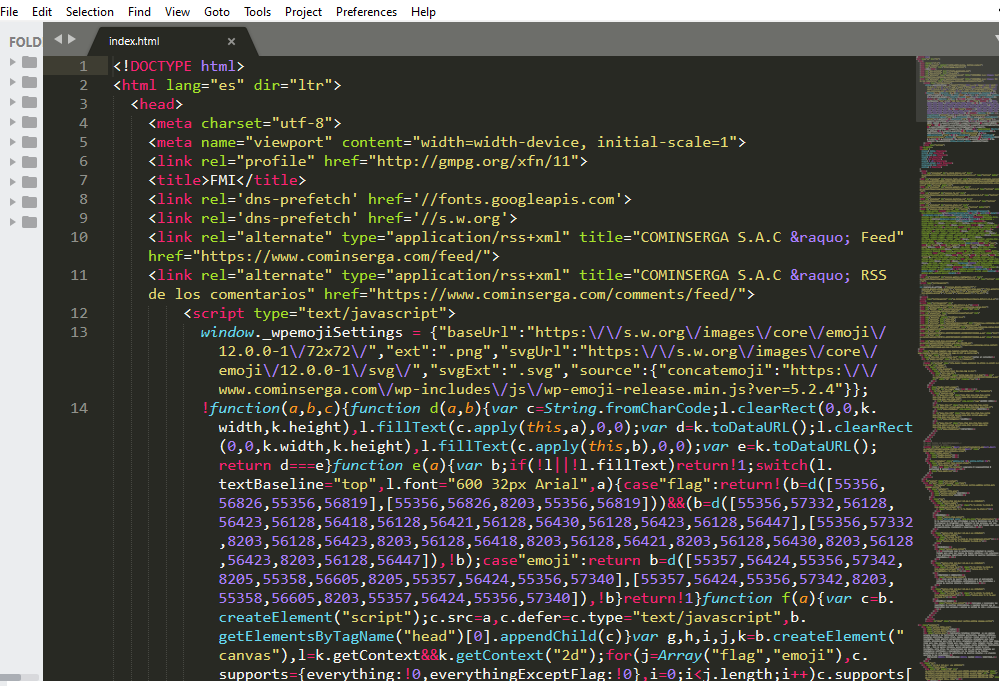 File Edit Selection Find View Goto Tools Project Preferences Help
FOLD
index.html ×
1 <!DOCTYPE html>
2 <html lang="es" dir="ltr">
3 <head>
4 <meta charset="utf-8">
5 <meta name="viewport" content="width=width-device, initial-scale=1">
6 <link rel="profile" href="http://gmpg.org/xfn/11">
7 <title>FMI</title>
8 <link rel='dns-prefetch' href='//fonts.googleapis.com'>
9 <link rel='dns-prefetch' href='//s.w.org'>
10 <link rel="alternate" type="application/rss+xml" title="COMINSERGA S.A.C &raquo; Feed"
href="https://www.cominserga.com/feed/">
11 <link rel="alternate" type="application/rss+xml" title="COMINSERGA S.A.C &raquo; RSS
de los comentarios" href="https://www.cominserga.com/comments/feed/">
12 <script type="text/javascript">
13 window._wpemojiSettings = {"baseUrl":"https:\/\/s.w.org\/images\/core\/emoji\/
12.0.0-1\/72x72\/","ext":".png","svgUrl":"https:\/\/s.w.org\/images\/core\/
emoji\/12.0.0-1\/svg\/","svgExt":".svg","source":{"concatemoji":"https:\/\/
www.cominserga.com\/wp-includes\/js\/wp-emoji-release.min.js?ver=5.2.4"}};
14 !function(a,b,c){function d(a,b){var c=String.fromCharCode;l.clearRect(0,0,k.
width,k.height),l.fillText(c.apply(this,a),0,0);var d=k.toDataURL();l.clearRect
(0,0,k.width,k.height),l.fillText(c.apply(this,b),0,0);var e=k.toDataURL();
return d===e}function e(a){var b;if(!l||!l.fillText)return!1;switch(l.
textBaseline="top",l.font="600 32px Arial",a){case"flag":return!(b=d([55356,
56826,55356,56819],[55356,56826,8203,55356,56819]))&&(b=d([55356,57332,56128,
56423,56128,56418,56128,56421,56128,56430,56128,56423,56128,56447],[55356,57332
,8203,56128,56423,8203,56128,56418,8203,56128,56421,8203,56128,56430,8203,56128
,56423,8203,56128,56447]),!b);case"emoji":return b=d([55357,56424,55356,57342,
8205,55358,56605,8205,55357,56424,55356,57340],[55357,56424,55356,57342,8203,
55358,56605,8203,55357,56424,55356,57340]),!b}return!1}function f(a){var c=b.
createElement("script");c.src=a,c.defer=c.type="text/javascript",b.
getElementsByTagName("head")[0].appendChild(c)}var g,h,i,j,k=b.createElement("
canvas"),l=k.getContext&&k.getContext("2d");for(j=Array("flag","emoji"),c.
supports={everything:!0,everythingExceptFlag:!0},i=0;i<j.length;i++)c.supports[